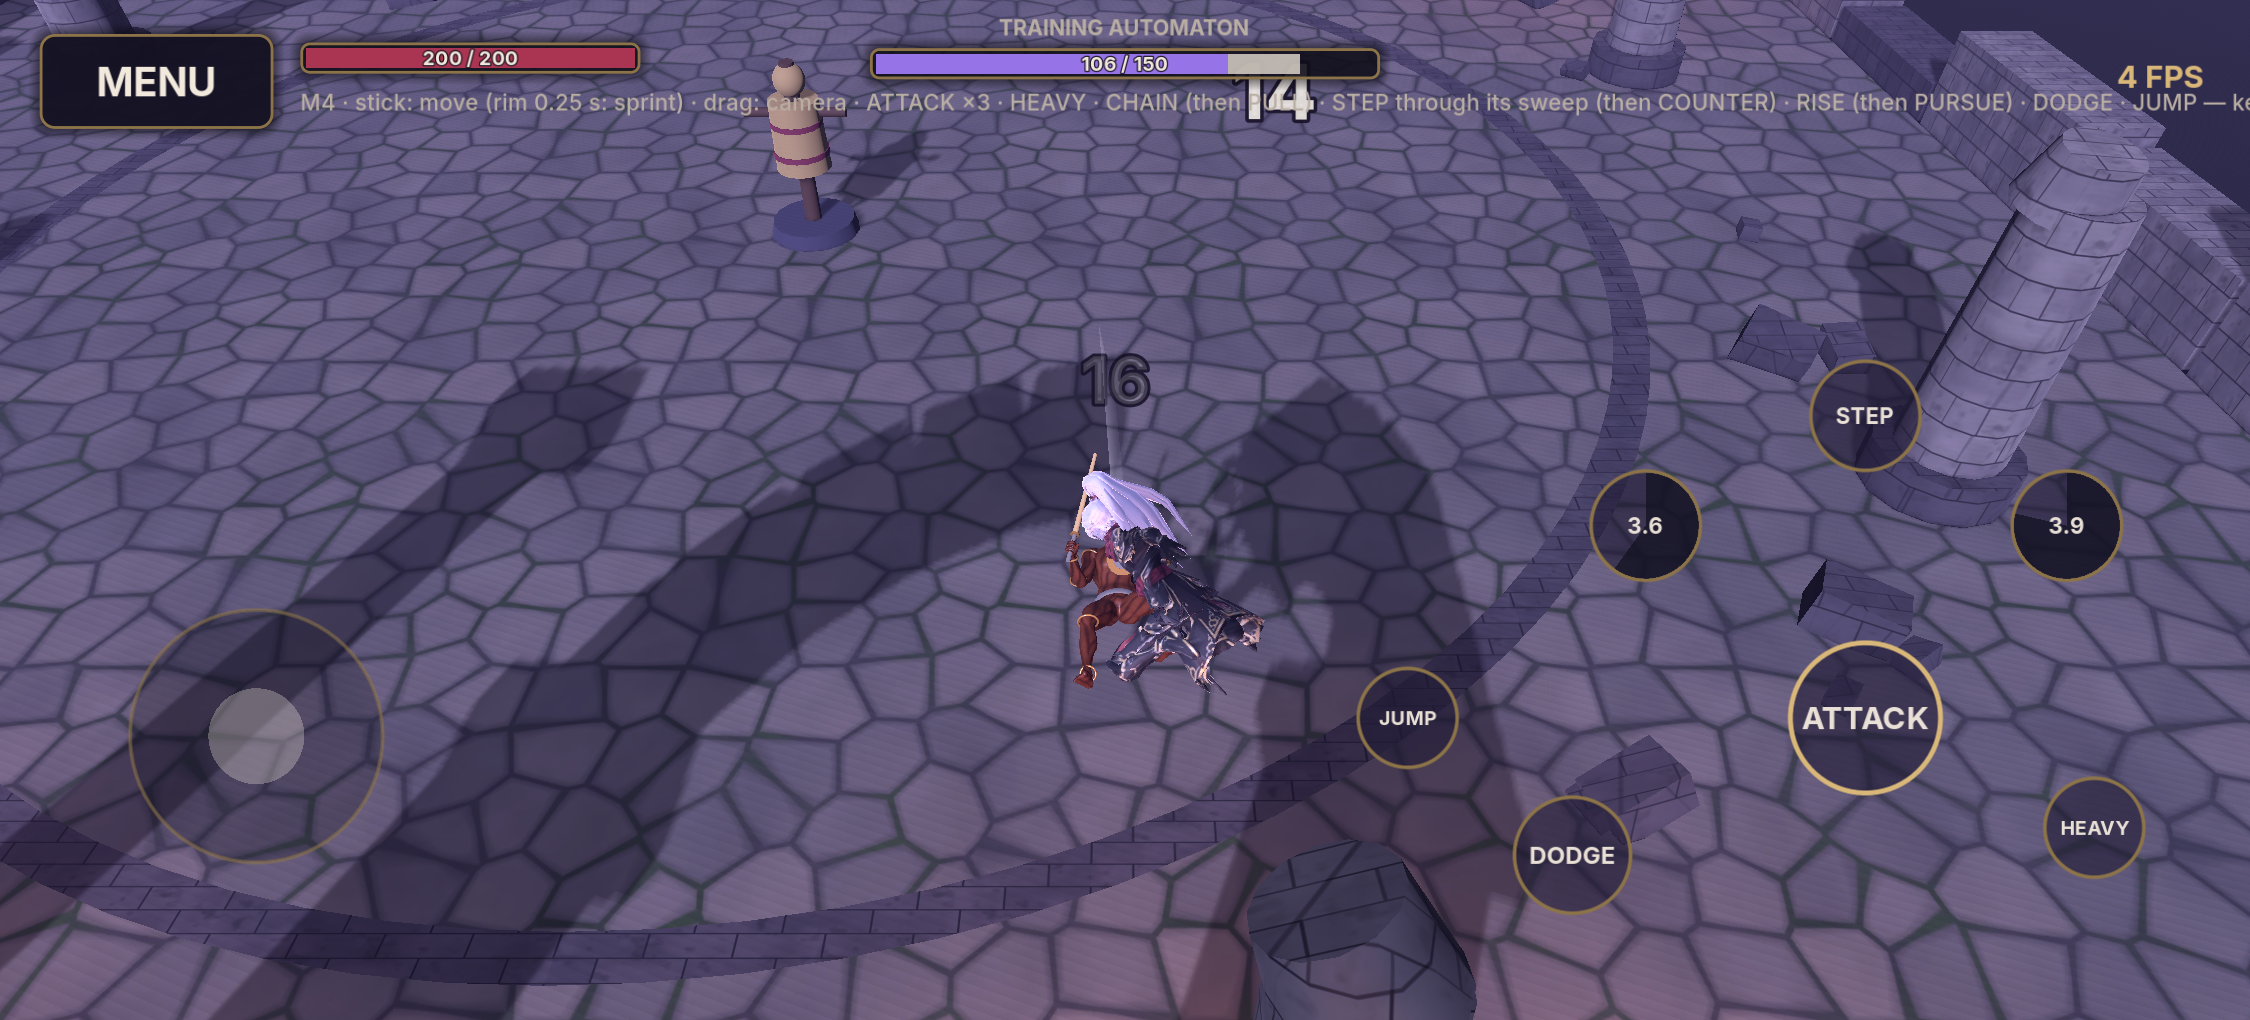 TRAINING AUTOMATON
MENU
200 / 200
106 / 150
4 FPS
14
M4 · stick: move (rim 0.25 s: sprint) · drag: camera · ATTACK ×3 · HEAVY · CHAIN (then · STEP through its sweep (then COUNTER) · RISE (then PURSUE) · DODGE · JUMP —
16
STEP
3.6
3.9
JUMP
ATTACK
HEAVY
DODGE